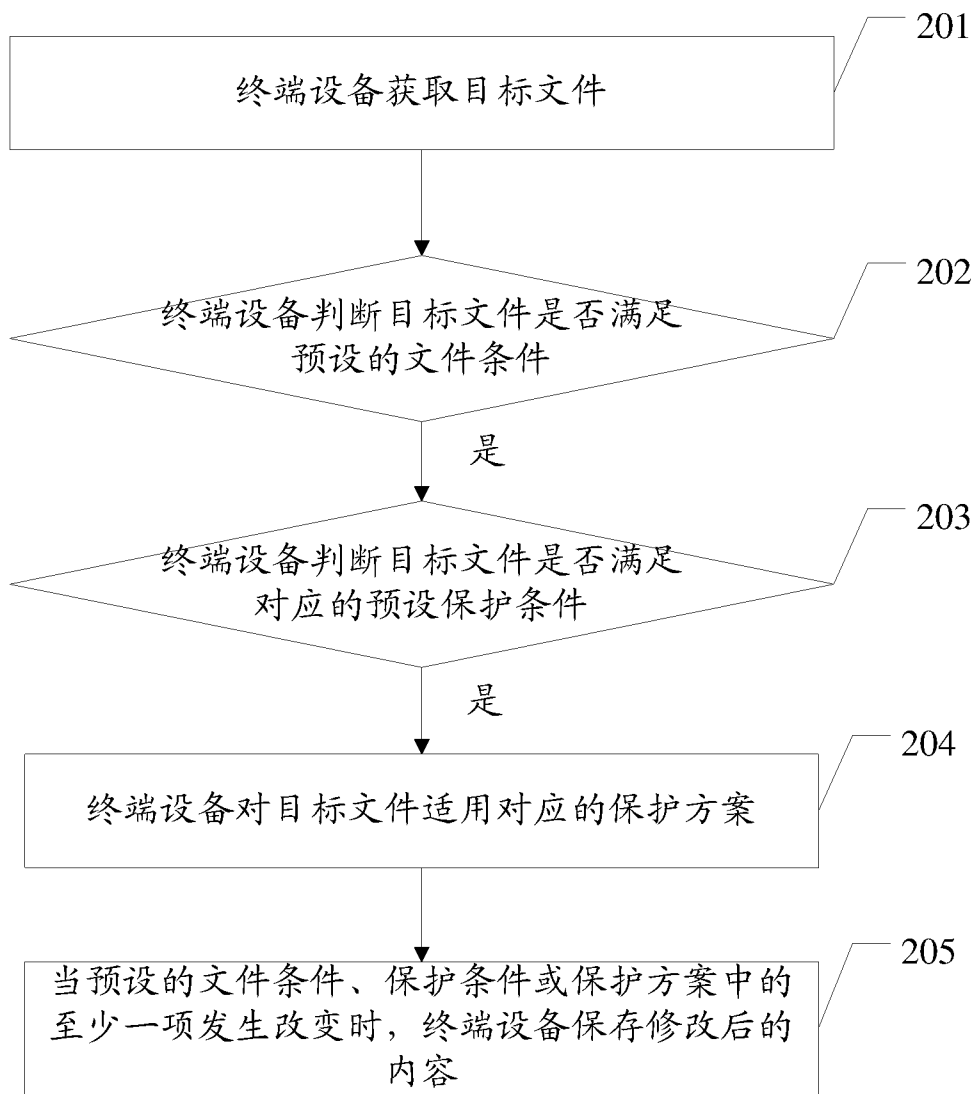 201
终端设备获取目标文件
202
终端设备判断目标文件是否满足
预设的文件条件
是
203
终端设备判断目标文件是否满足
对应的预设保护条件
是
204
终端设备对目标文件适用对应的保护方案
205
当预设的文件条件、保护条件或保护方案中的
至少一项发生改变时，终端设备保存修改后的
内容